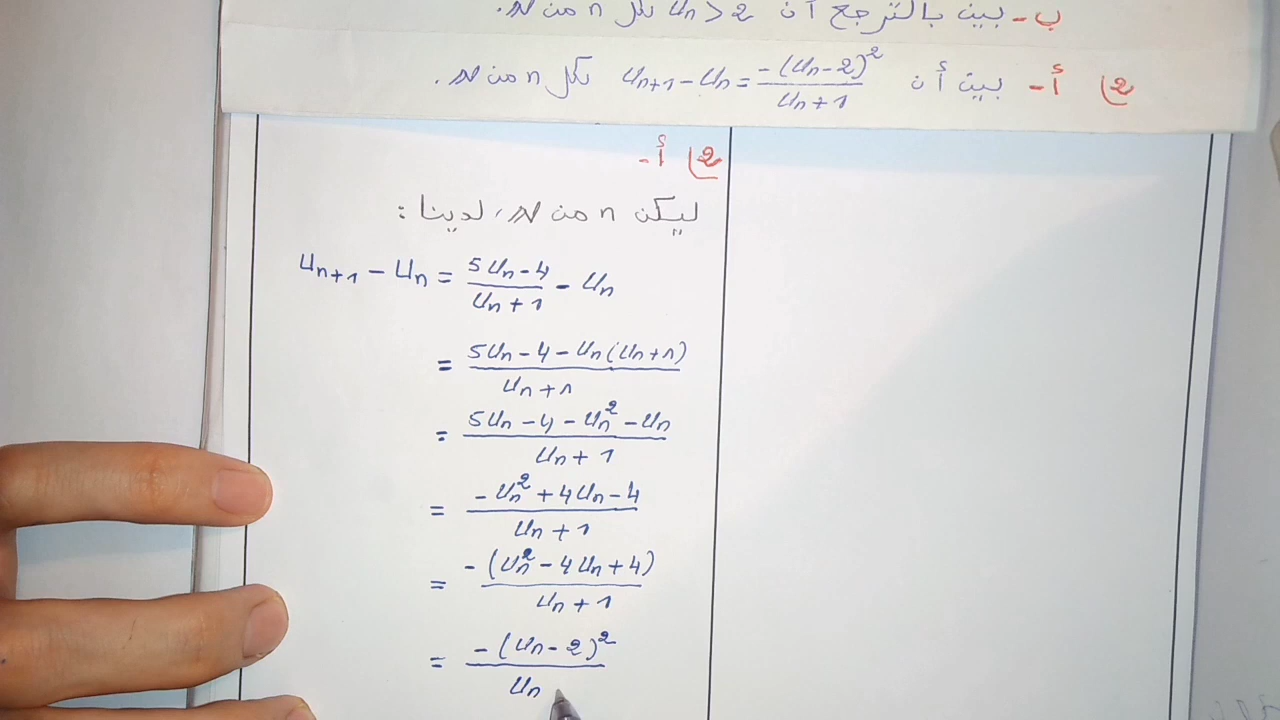 ب- بين بالترجع أن uₙ > 2 لكل n من ℕ.
2) أ- بين أن uₙ₊₁ - uₙ = -(uₙ-2)²/(uₙ+1) لكل n من ℕ.
2) أ-
ليكن n من ℕ، لدينا :
uₙ₊₁ - uₙ = (5uₙ-4)/(uₙ+1) - uₙ
= (5uₙ-4-uₙ(uₙ+1))/(uₙ+1)
= (5uₙ-4-uₙ²-uₙ)/(uₙ+1)
= (-uₙ²+4uₙ-4)/(uₙ+1)
= -(uₙ²-4uₙ+4)/(uₙ+1)
= -(uₙ-2)²/uₙ